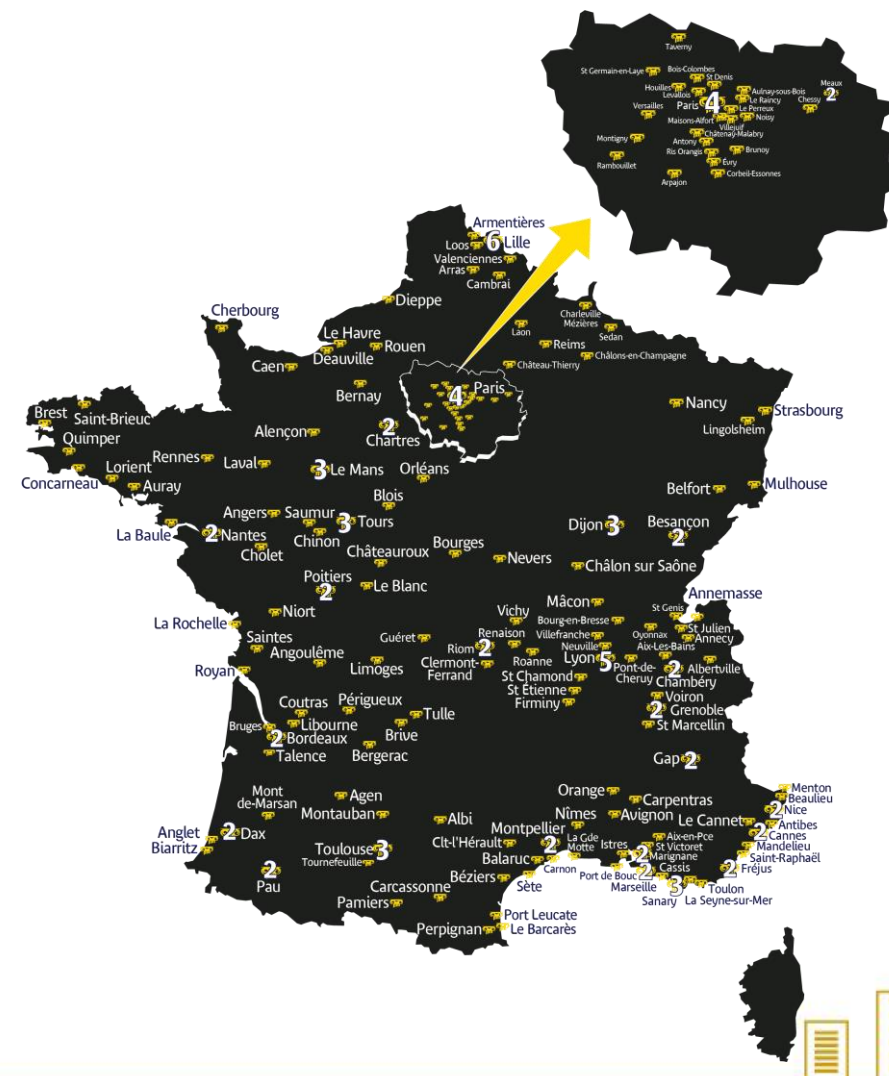 Taverny
St Germain-en-Laye
Bois-Colombes
St Denis
Houilles
Levallois
Aulnay-sous-Bois
Le Raincy
Meaux
2
Chessy
Versailles
Paris
4
Le Perreux
Noisy
Maisons-Alfort
Villejuif
Châtenay-Malabry
Montigny
Antony
Ris Orangis
Brunoy
Rambouillet
Évry
Arpajon
Corbeil-Essonnes
Armentières
6
Lille
Loos
Valenciennes
Arras
Cambrai
Dieppe
Cherbourg
Charleville
Mézières
Sedan
Laon
Le Havre
Rouen
Reims
Deauville
Châlons-en-Champagne
Caen
Château-Thierry
Bernay
4
Paris
Nancy
Strasbourg
Lingolsheim
Brest
Saint-Brieuc
Quimper
Alençon
2
Chartres
Rennes
Laval
3
Le Mans
Orléans
Concarneau
Lorient
Auray
Belfort
Mulhouse
Blois
Angers
Saumur
3
Tours
Dijon
3
Besançon
2
La Baule
2
Nantes
Chinon
Cholet
Châteauroux
Bourges
Nevers
Châlon sur Saône
Poitiers
2
Le Blanc
Annemasse
Mâcon
St Genis
La Rochelle
Niort
Vichy
Bourg-en-Bresse
St Julien
Saintes
Guéret
Renaison
Villefranche
Oyonnax
Annecy
Angoulême
Riom
2
Neuville
Aix-Les-Bains
Limoges
Clermont-
Ferrand
Roanne
Lyon
5
Pont-de-
Cheruy
Albertville
2
Chambéry
Royan
St Chamond
Voiron
St Étienne
2
Grenoble
Firminy
St Marcellin
Coutras
Périgueux
Tulle
Bruges
Libourne
Brive
2
Bordeaux
Talence
Bergerac
Gap
2
Mont
de-Marsan
Agen
Orange
Carpentras
Menton
Beaulieu
2
Nice
Montauban
Albi
Nîmes
Avignon
Le Cannet
Antibes
2
Cannes
Anglet
Biarritz
2
Dax
Montpellier
2
La Gde
Motte
Aix-en-Pce
Mandelieu
Toulouse
3
Clt-l'Hérault
Istres
St Victoret
2
Marignane
Saint-Raphaël
Tournefeuille
Balaruc
Carnon
Port de Bouc
Cassis
2
Fréjus
2
Pau
Béziers
Sète
Marseille
2
Toulon
Carcassonne
3
Sanary
La Seyne-sur-Mer
Pamiers
Port Leucate
Perpignan
Le Barcarès